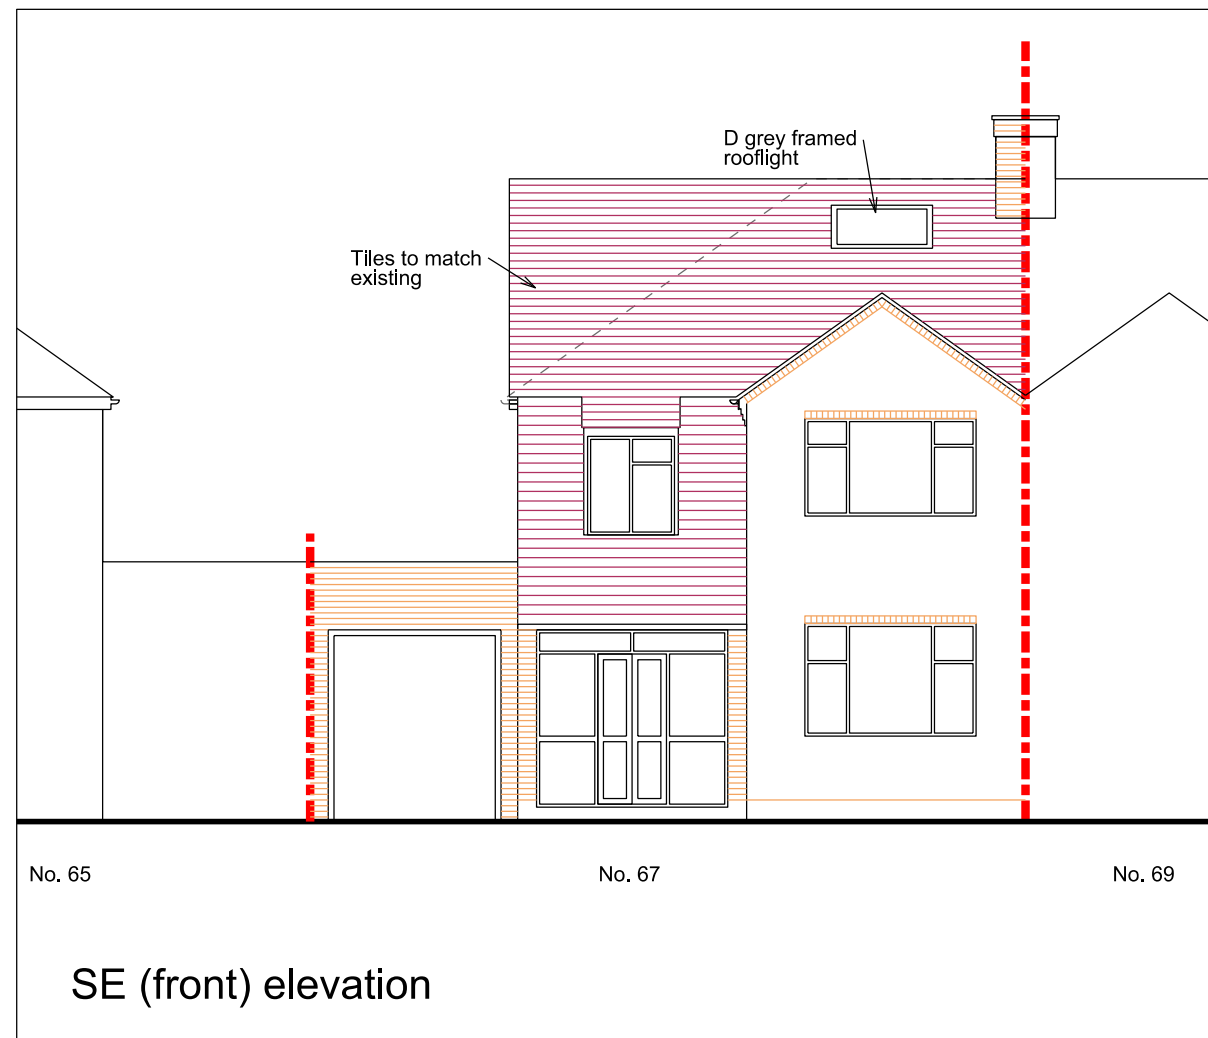 D grey framed
rooflight
Tiles to match
existing
No. 65
No. 67
No. 69
SE (front) elevation